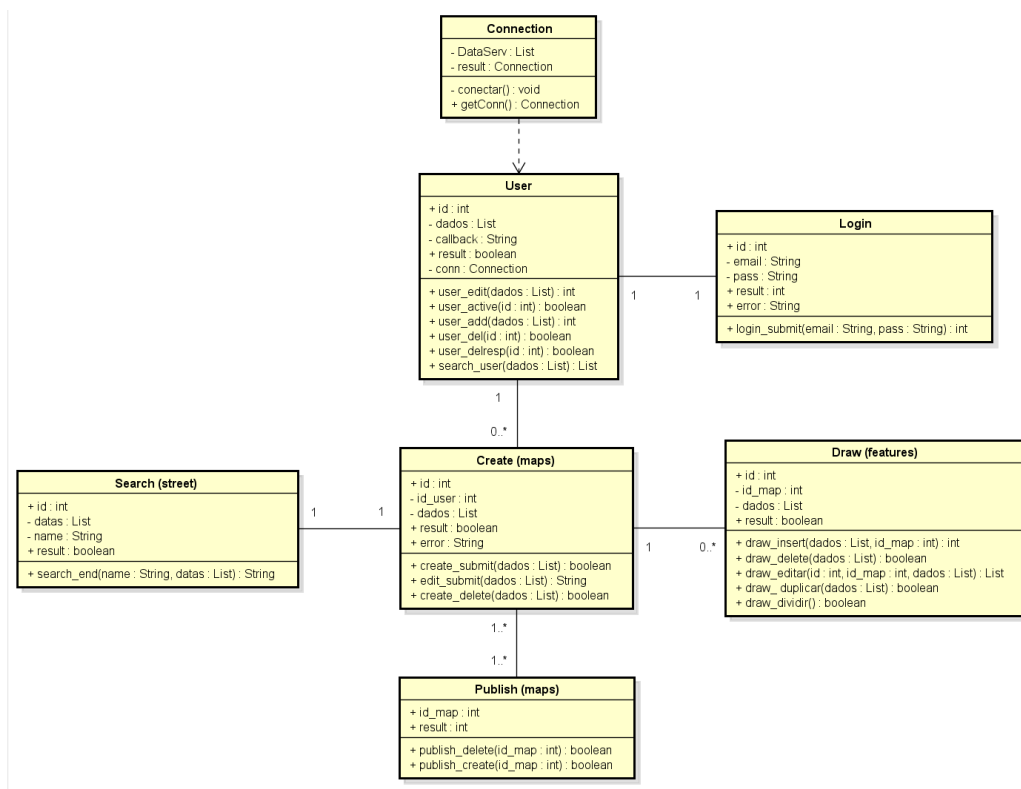 Connection
- DataServ : List
- result : Connection
- conectar() : void
+ getConn() : Connection
User
+ id : int
- dados : List
- callback : String
+ result : boolean
- conn : Connection
+ user_edit(dados : List) : int
+ user_active(id : int) : boolean
+ user_add(dados : List) : int
+ user_del(id : int) : boolean
+ user_delresp(id : int) : boolean
+ search_user(dados : List) : List
1
1
Login
+ id : int
- email : String
- pass : String
+ result : int
+ error : String
+ login_submit(email : String, pass : String) : int
1
0..*
Search (street)
+ id : int
- datas : List
- name : String
+ result : boolean
+ search_end(name : String, datas : List) : String
1
1
Create (maps)
+ id : int
- id_user : int
- dados : List
+ result : boolean
+ error : String
+ create_submit(dados : List) : boolean
+ edit_submit(dados : List) : String
+ create_delete(dados : List) : boolean
1
0..*
Draw (features)
+ id : int
- id_map : int
- dados : List
+ result : boolean
+ draw_insert(dados : List, id_map : int) : int
+ draw_delete(dados : List) : boolean
+ draw_editar(id : int, id_map : int, dados : List) : List
+ draw_ duplicar(dados : List) : boolean
+ draw_dividir() : boolean
1..*
1..*
Publish (maps)
+ id_map : int
+ result : int
+ publish_delete(id_map : int) : boolean
+ publish_create(id_map : int) : boolean